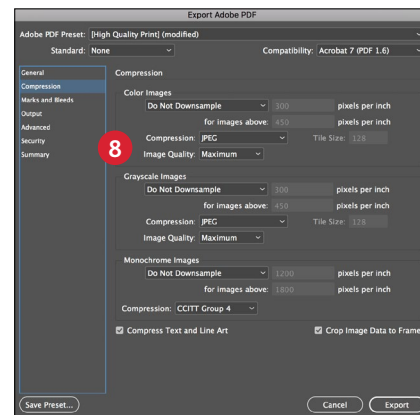 Export Adobe PDF
Adobe PDF Preset: [High Quality Print] (modified)
Standard: None Compatibility: Acrobat 7 (PDF 1.6)
General
Compression
Marks and Bleeds
Output
Advanced
Security
Summary
Compression
Color Images
Do Not Downsample 300 pixels per inch
for images above: 450 pixels per inch
Compression: JPEG Tile Size: 128
Image Quality: Maximum
8
Grayscale Images
Do Not Downsample 300 pixels per inch
for images above: 450 pixels per inch
Compression: JPEG Tile Size: 128
Image Quality: Maximum
Monochrome Images
Do Not Downsample 1200 pixels per inch
for images above: 1800 pixels per inch
Compression: CCITT Group 4
Compress Text and Line Art Crop Image Data to Frame
Save Preset... Cancel Export